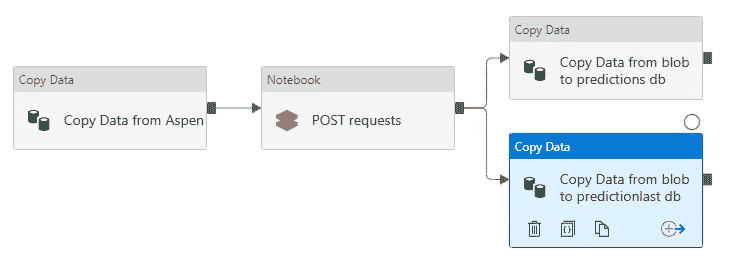 Copy Data
Copy Data from Aspen
Notebook
POST requests
Copy Data
Copy Data from blob
to predictions db
Copy Data
Copy Data from blob
to predictionlast db